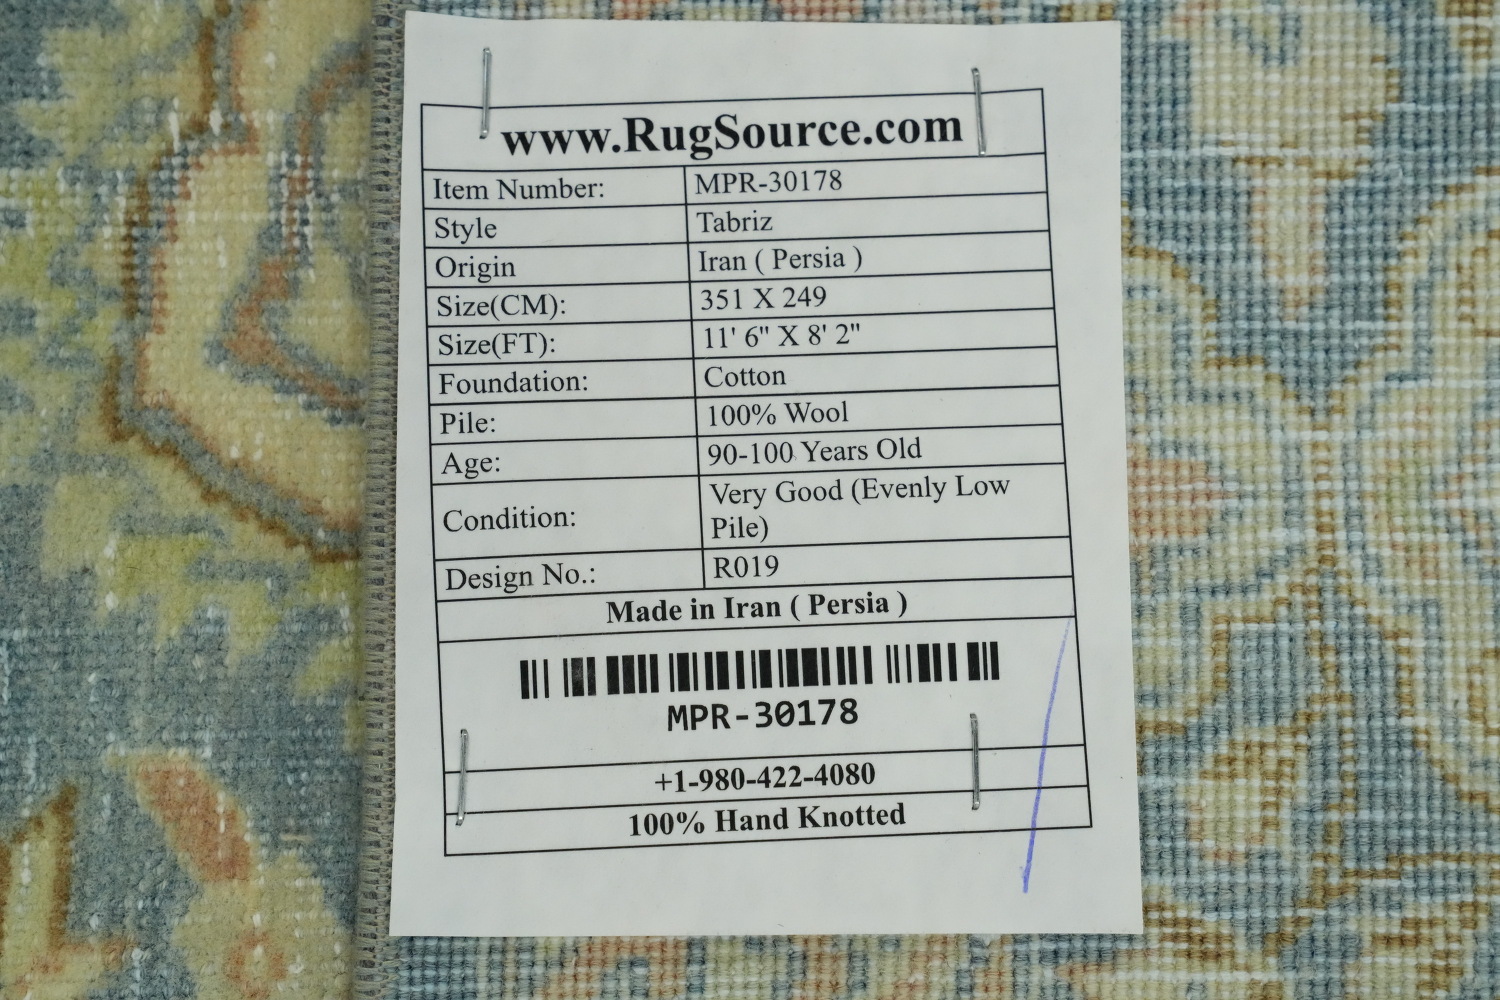 www.RugSource.com
Item Number: MPR-30178
Style Tabriz
Origin Iran ( Persia )
Size(CM): 351 X 249
Size(FT): 11' 6" X 8' 2"
Foundation: Cotton
Pile: 100% Wool
Age: 90-100 Years Old
Condition: Very Good (Evenly Low
Pile)
Design No.: R019
Made in Iran ( Persia )
MPR-30178
+1-980-422-4080
100% Hand Knotted